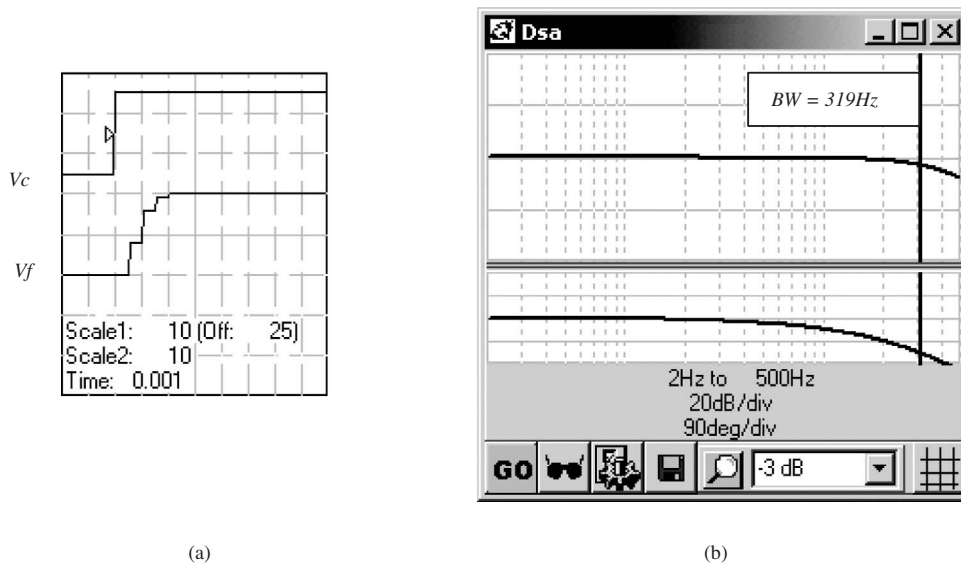 Vc
Vf
Scale1: 10 (Off: 25)
Scale2: 10
Time: 0.001
(a)
Dsa
BW = 319Hz
2Hz to 500Hz
20dB/div
90deg/div
GO
-3 dB
(b)